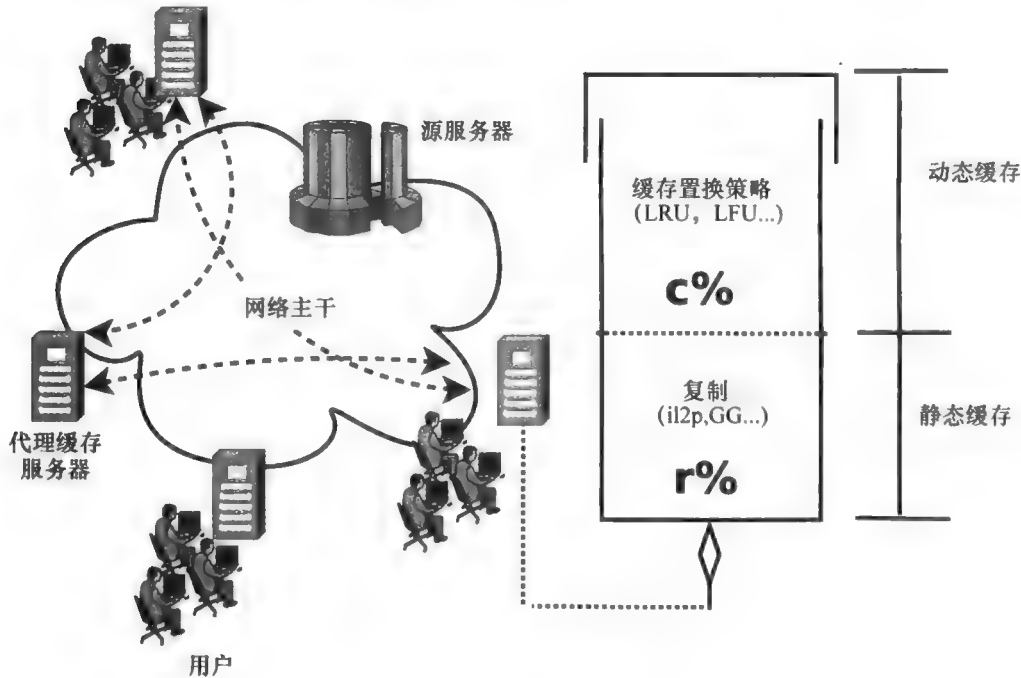 源服务器
缓存置换策略
(LRU，LFU...)
c%
动态缓存
网络主干
复制
(il2p,GG...)
r%
静态缓存
代理缓存
服务器
用户